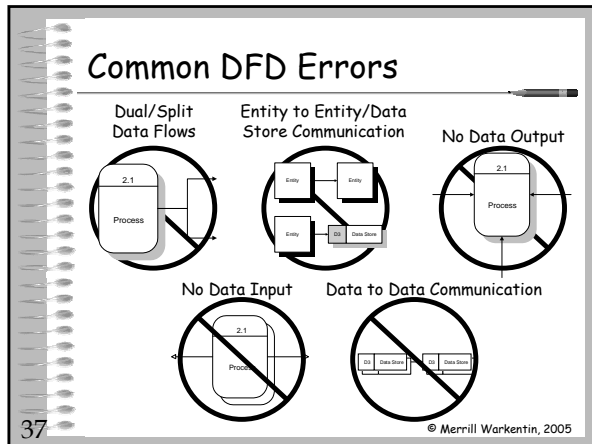 Common DFD Errors
Dual/Split
Data Flows
Entity to Entity/Data
Store Communication
No Data Output
2.1
Process
Entity
Entity
Entity
D3 Data Store
2.1
Process
No Data Input
Data to Data Communication
2.1
Process
D3 Data Store
D3 Data Store
37
© Merrill Warkentin, 2005